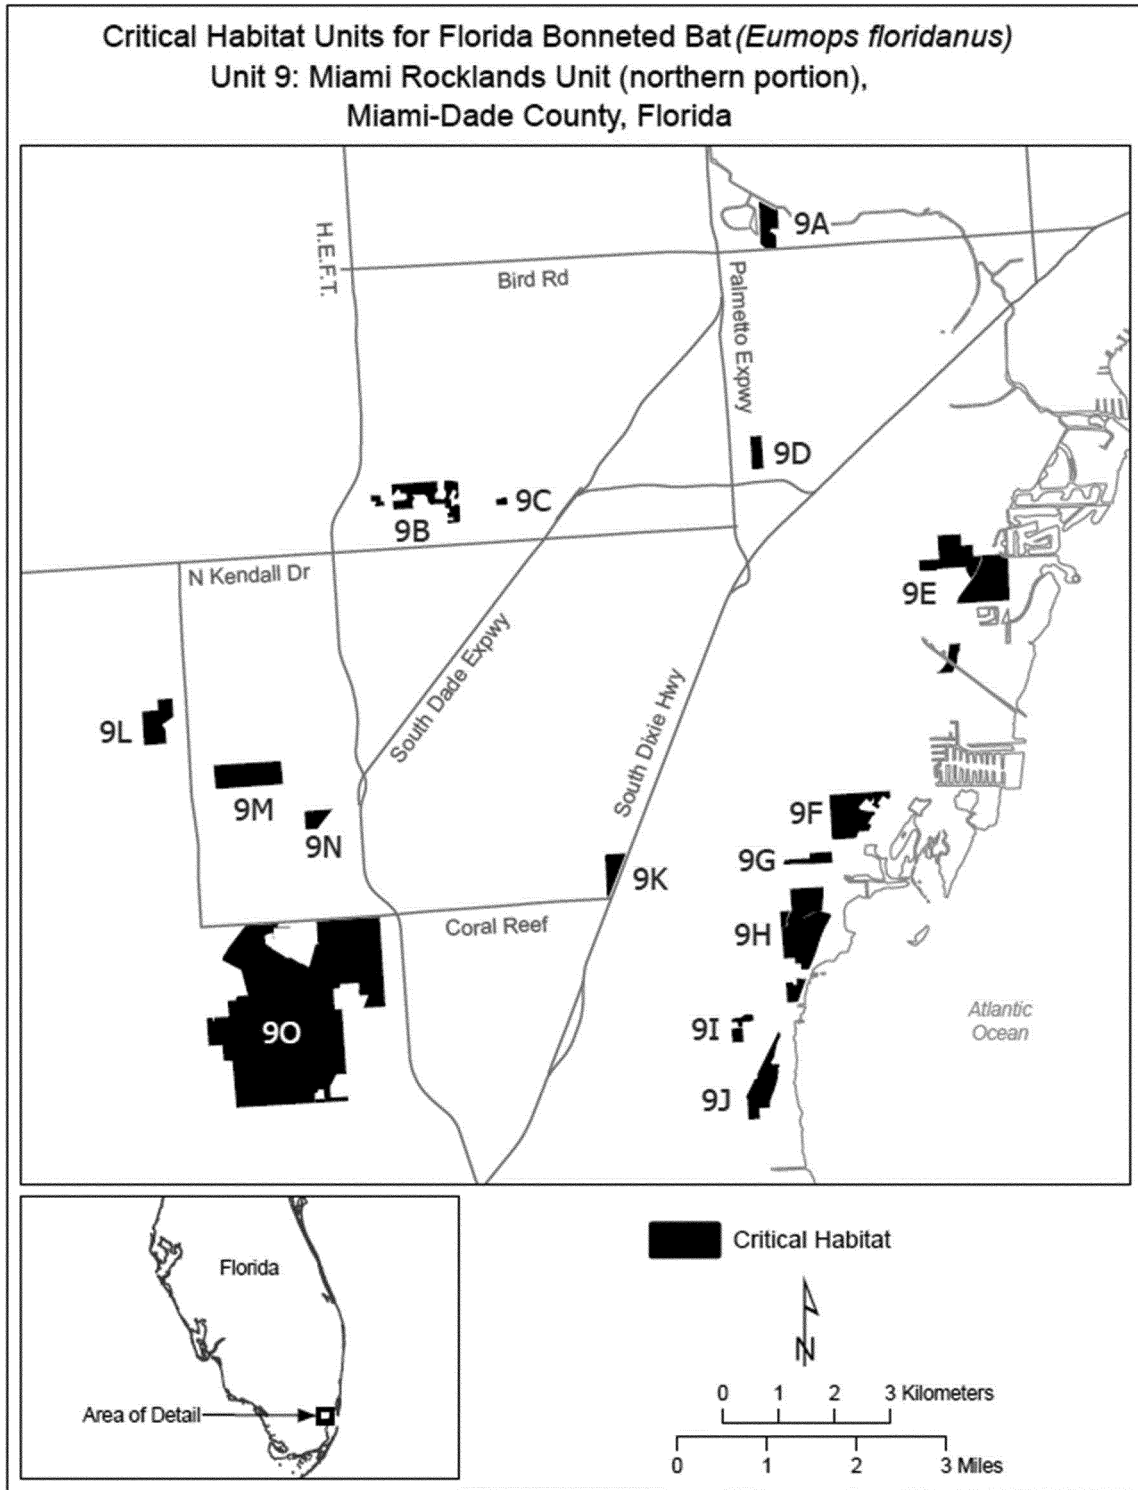 Critical Habitat Units for Florida Bonneted Bat (Eumops floridanus)
Unit 9: Miami Rocklands Unit (northern portion),
Miami-Dade County, Florida
9A
H.E.F.T.
Bird Rd
Palmetto Expwy
9D
9C
9B
N Kendall Dr
9E
South Dade Expwy
South Dixie Hwy
9L
9M
9N
9F
9G
9K
9H
Coral Reef
Atlantic
Ocean
9I
9O
9J
Florida
Area of Detail
Critical Habitat
N
0 1 2 3 Kilometers
0 1 2 3 Miles